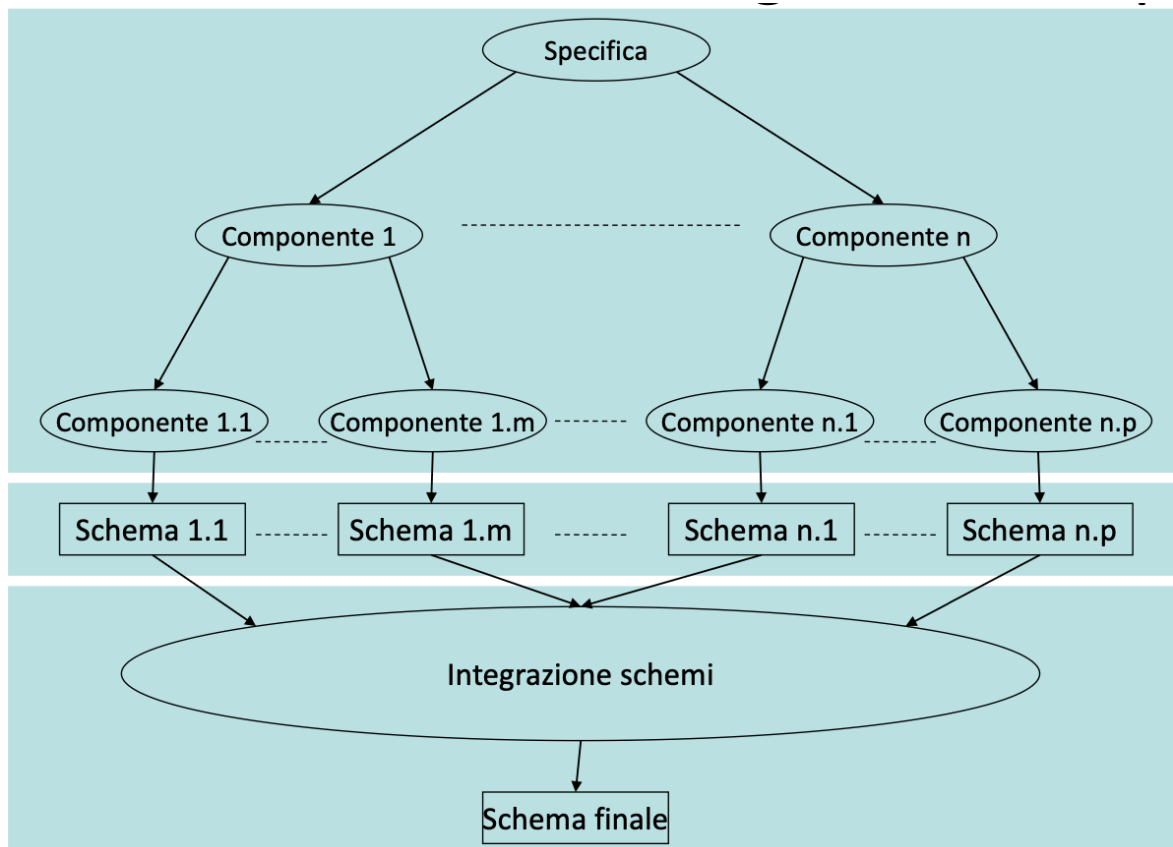 Specifica
Componente 1
Componente n
Componente 1.1
Componente 1.m
Componente n.1
Componente n.p
Schema 1.1
Schema 1.m
Schema n.1
Schema n.p
Integrazione schemi
Schema finale